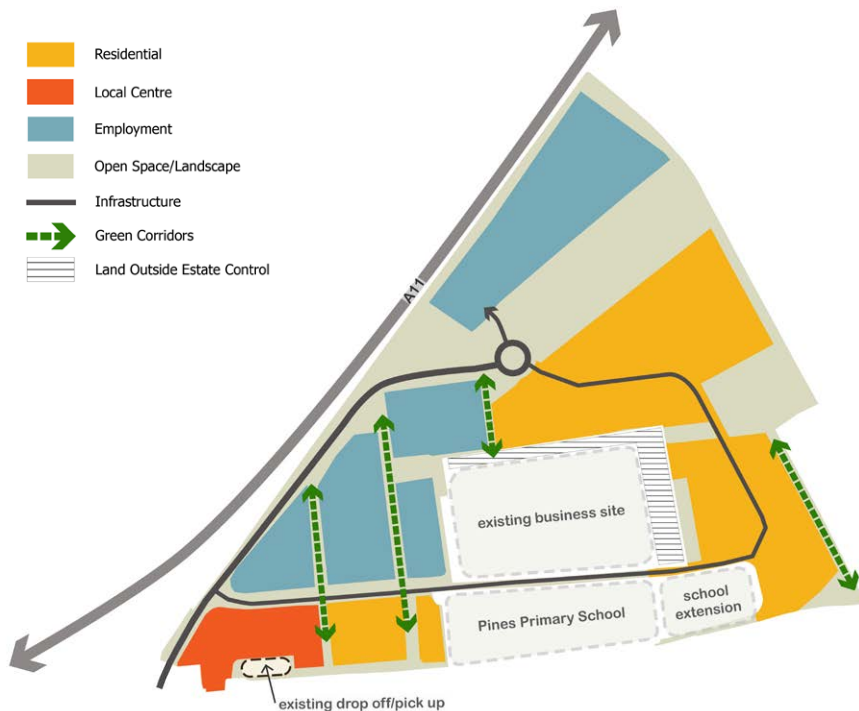 Residential
Local Centre
Employment
Open Space/Landscape
Infrastructure
Green Corridors
Land Outside Estate Control
A11
existing business site
Pines Primary School
school
extension
existing drop off/pick up